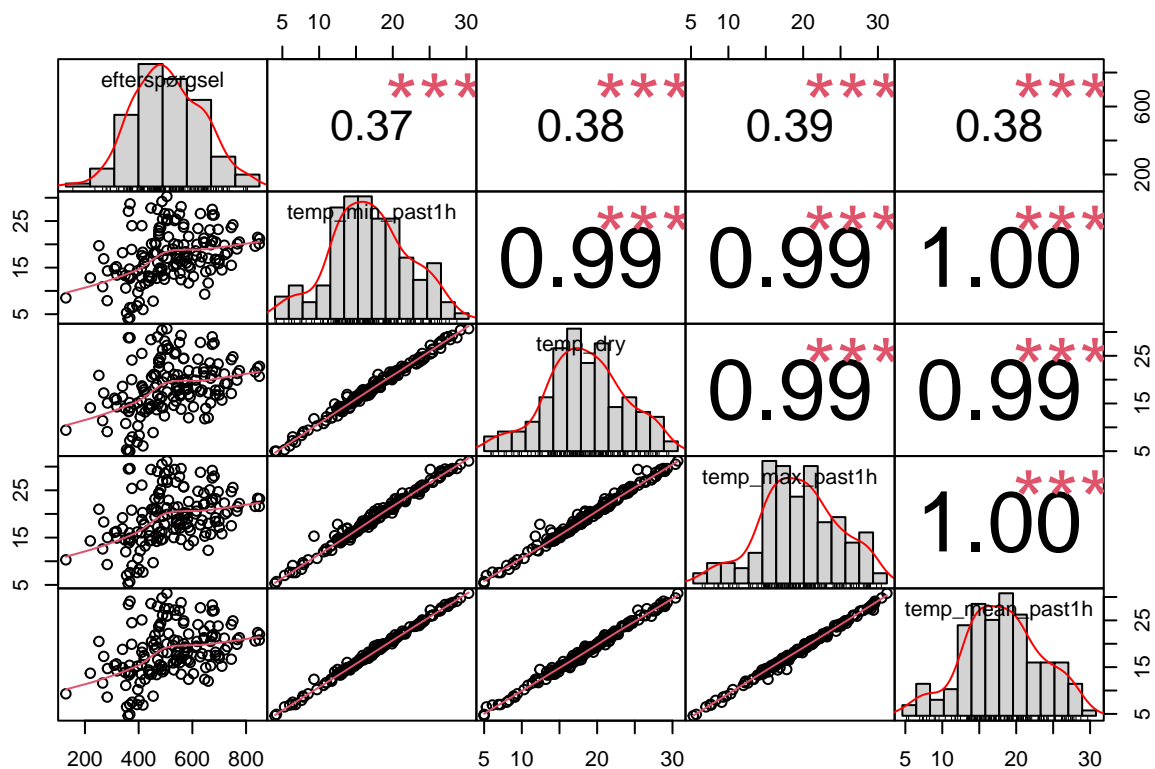 5 10 20 30 5 10 20 30
efterspørgsel *** *** *** ***
0.37 0.38 0.39 0.38
200 600
temp_min_past1h *** *** ***
0.99 0.99 1.00
5 15 25
temp_dry *** ***
0.99 0.99
5 15 25
temp_max_past1h ***
1.00
5 15 25
temp_mean_past1h
5 15 25
200 400 600 800 5 10 20 30 5 10 20 30